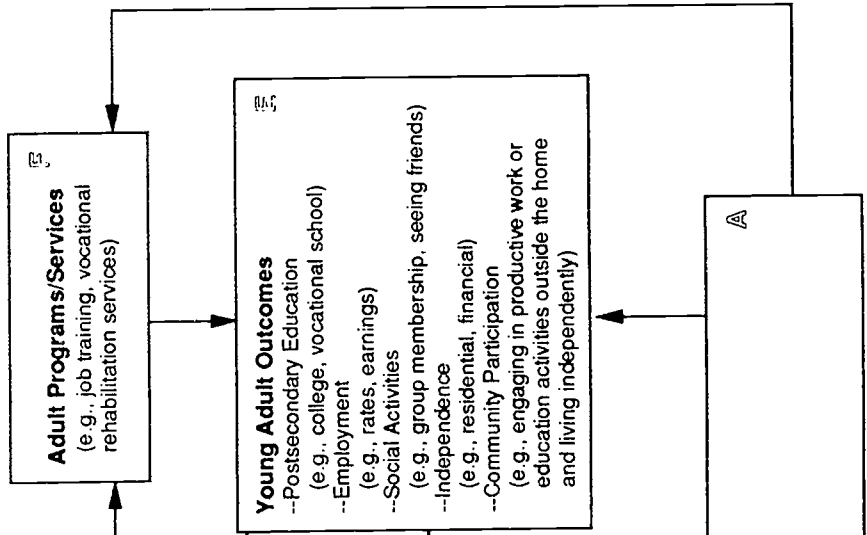 Adult Programs/Services
(e.g., job training, vocational
rehabilitation services)
Young Adult Outcomes
--Postsecondary Education
(e.g., college, vocational school)
--Employment
(e.g., rates, earnings)
--Social Activities
(e.g., group membership, seeing friends)
--Independence
(e.g., residential, financial)
--Community Participation
(e.g., engaging in productive work or
education activities outside the home
and living independently)
A